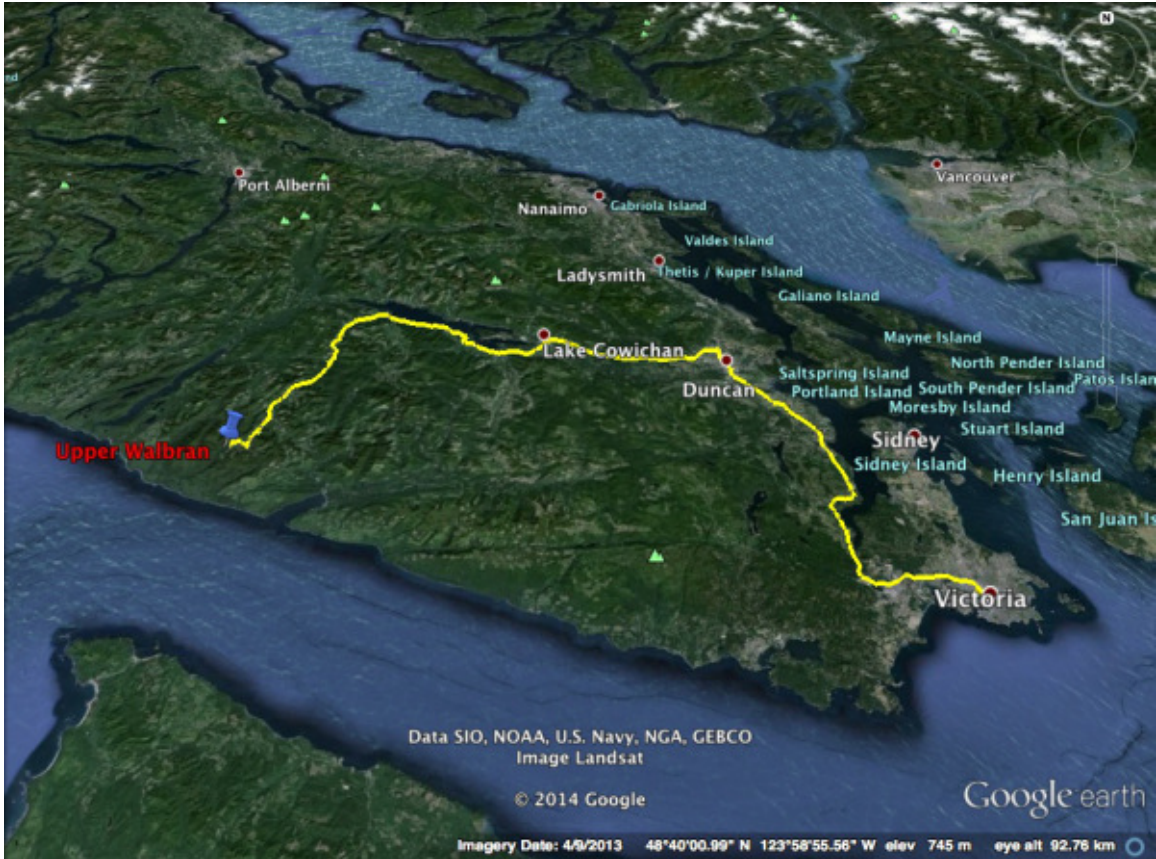 N
nd
Vancouver
Port Alberni
Nanaimo
Gabriola Island
Valdes Island
Ladysmith
Thetis / Kuper Island
Galiano Island
Mayne Island
Lake Cowichan
North Pender Island
Saltspring Island
Patos Islan
Duncan
Portland Island
South Pender Island
Moresby Island
Stuart Island
Sidney
Upper Walbran
Sidney Island
Henry Island
San Juan Is
Victoria
Data SIO, NOAA, U.S. Navy, NGA, GEBCO
Image Landsat
© 2014 Google
Google earth
Imagery Date: 4/9/2013 48°40'00.99" N 123°58'55.56" W elev 745 m eye alt 92.76 km